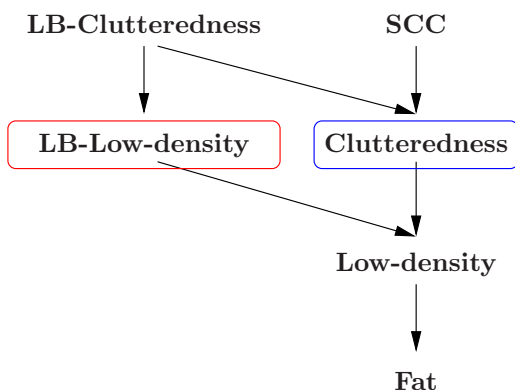 LB-Clutteredness SCC
LB-Low-density Clutteredness
Low-density
Fat